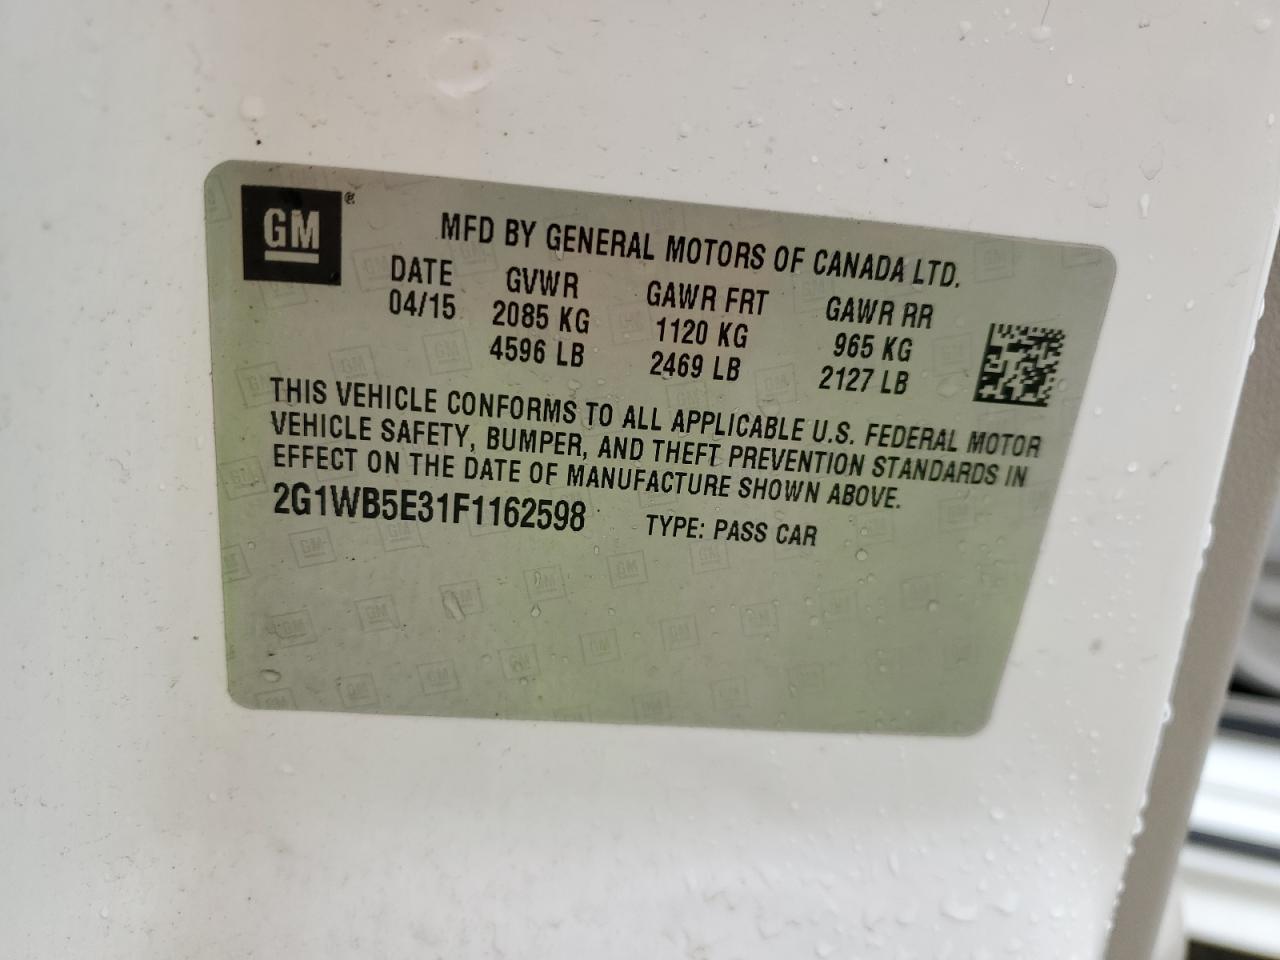 GM®
MFD BY GENERAL MOTORS OF CANADA LTD.
DATE GVWR GAWR FRT GAWR RR
04/15 2085 KG 1120 KG 965 KG
4596 LB 2469 LB 2127 LB
THIS VEHICLE CONFORMS TO ALL APPLICABLE U.S. FEDERAL MOTOR
VEHICLE SAFETY, BUMPER, AND THEFT PREVENTION STANDARDS IN
EFFECT ON THE DATE OF MANUFACTURE SHOWN ABOVE.
2G1WB5E31F1162598 TYPE: PASS CAR